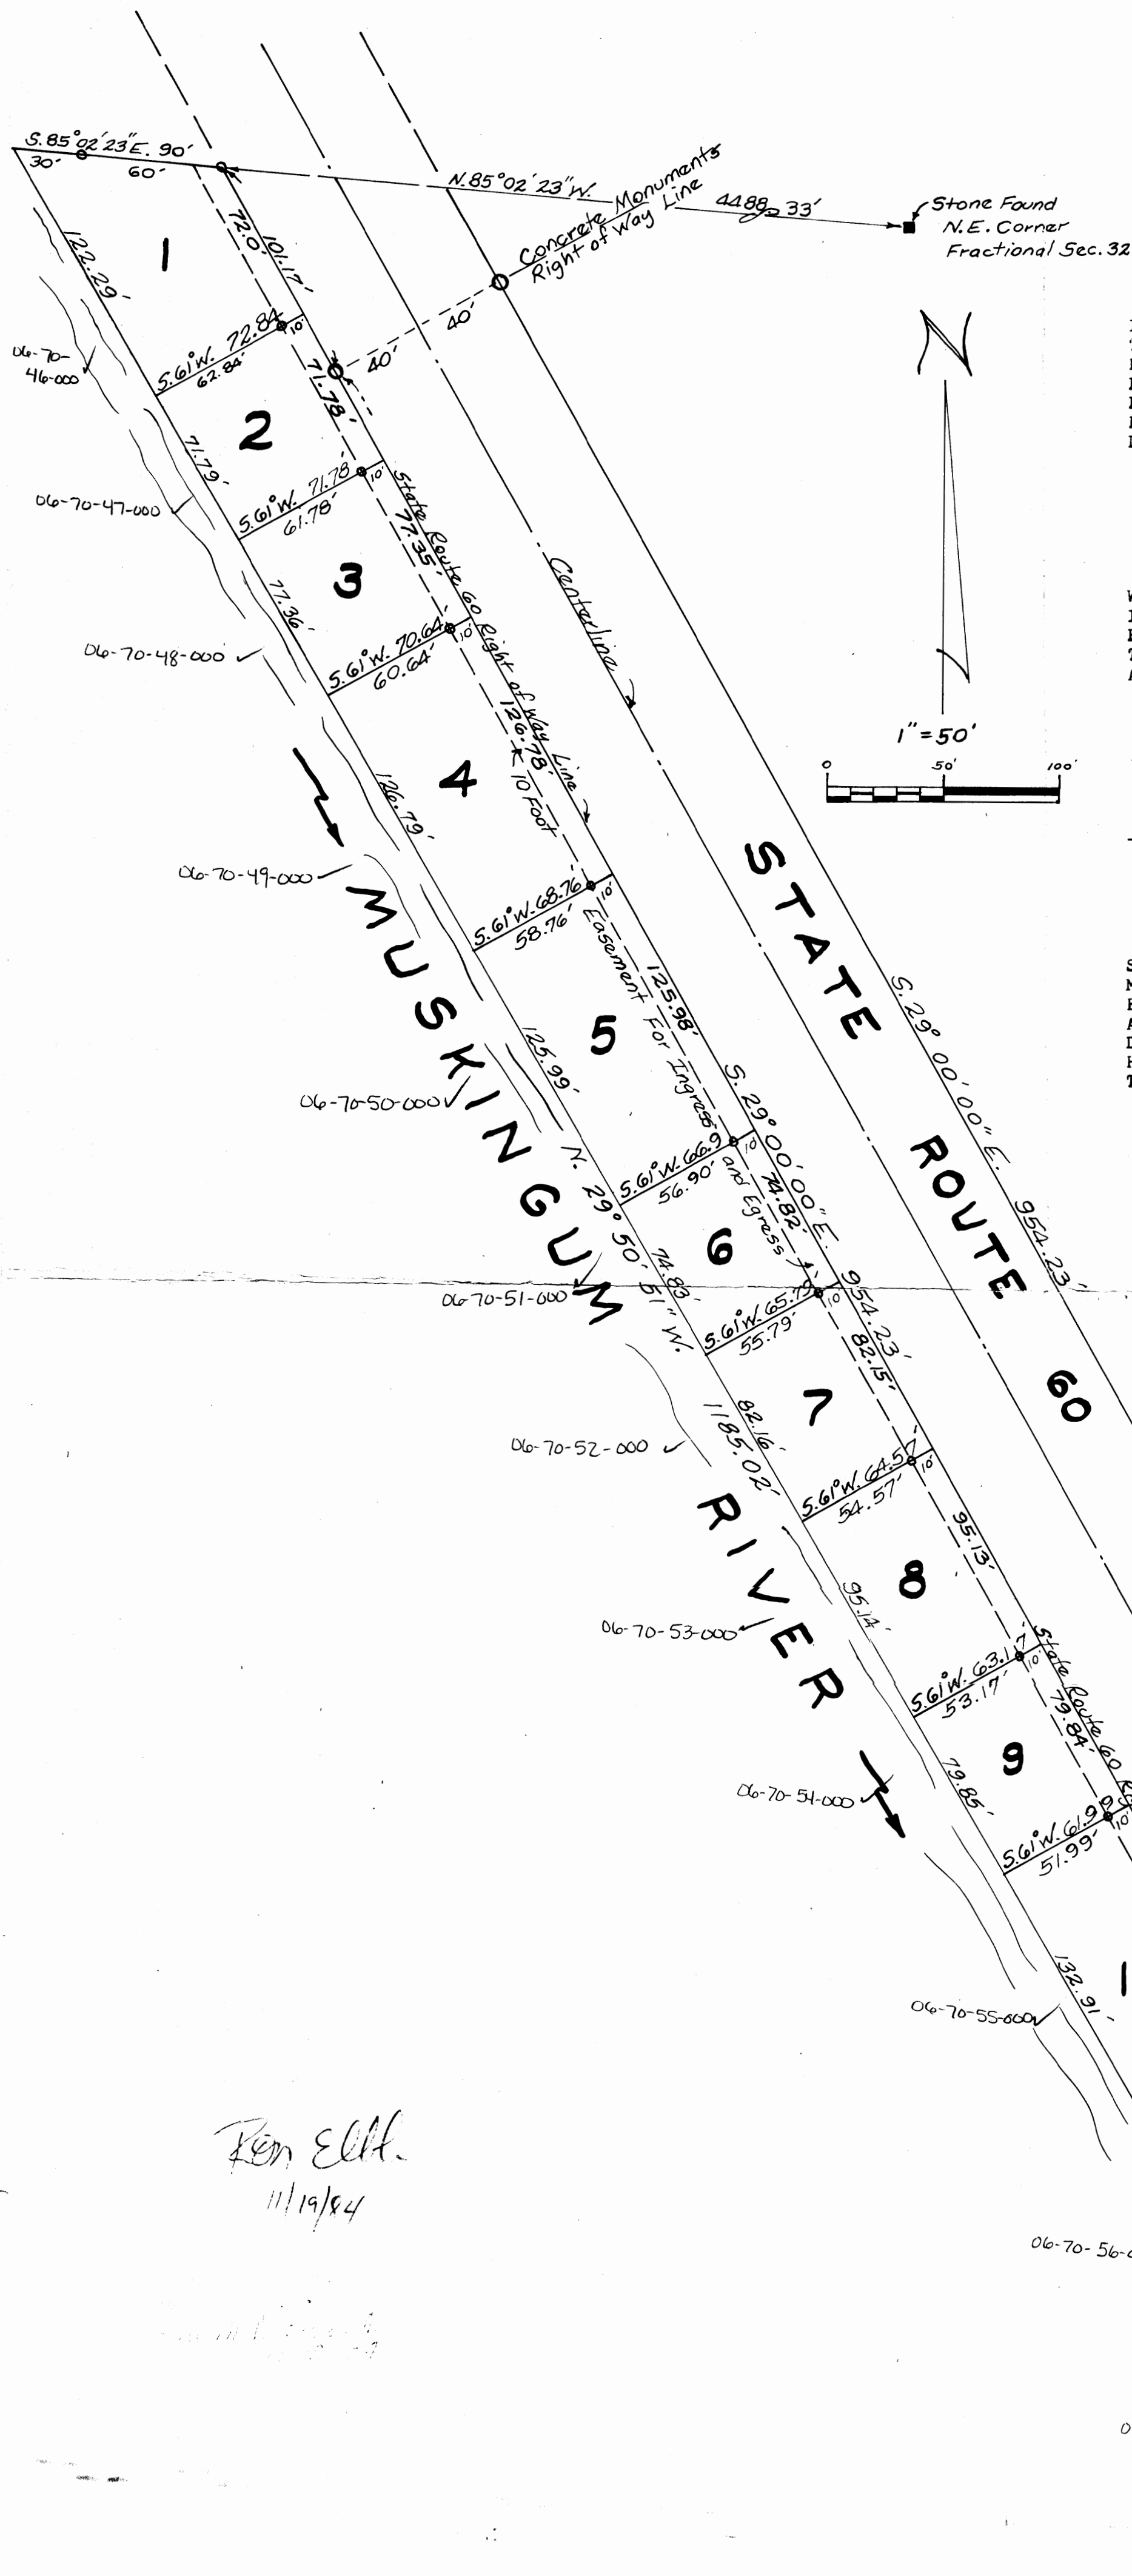 S. 85° 02' 23" E. 90'
30'
60'
N. 85° 02' 23" W.
4488.33'
Stone Found
N.E. Corner
Fractional Sec. 32
Concrete Monuments
Right of Way Line
40'
40'
N
1" = 50'
0 50' 100'
1
122.29'
72.0'
101.17'
S. 61° W. 72.84'
62.84'
10'
06-70-
46-000
2
71.79'
71.78'
S. 61° W. 71.78'
61.78'
10'
06-70-47-000
3
77.36'
77.35'
S. 61° W. 70.64'
60.64'
10'
06-70-48-000
State Route 60 Right of Way Line
Centerline
4
126.79'
126.78'
10 Foot
Easement For Ingress
and Egress
S. 61° W. 68.76'
58.76'
10'
06-70-49-000
5
125.99'
125.98'
S. 61° W. 66.9
56.90'
10'
06-70-50-000
6
74.83'
74.82'
S. 61° W. 65.79
55.79'
10'
06-70-51-000
N. 29° 50' 51" W.
1185.02'
S. 29° 00' 00" E.
954.23'
S. 29° 00' 00" E. 954.23'
STATE
ROUTE
60
7
82.16'
82.15'
S. 61° W. 64.57'
54.57'
10'
06-70-52-000
8
95.14'
95.13'
S. 61° W. 63.17'
53.17'
10'
06-70-53-000
MUSKINGUM
RIVER
9
79.85'
79.84'
State Route 60
S. 61° W. 61.99
51.99'
10'
06-70-54-000
1
132.91'
06-70-55-000
11/19/84
06-70-56-